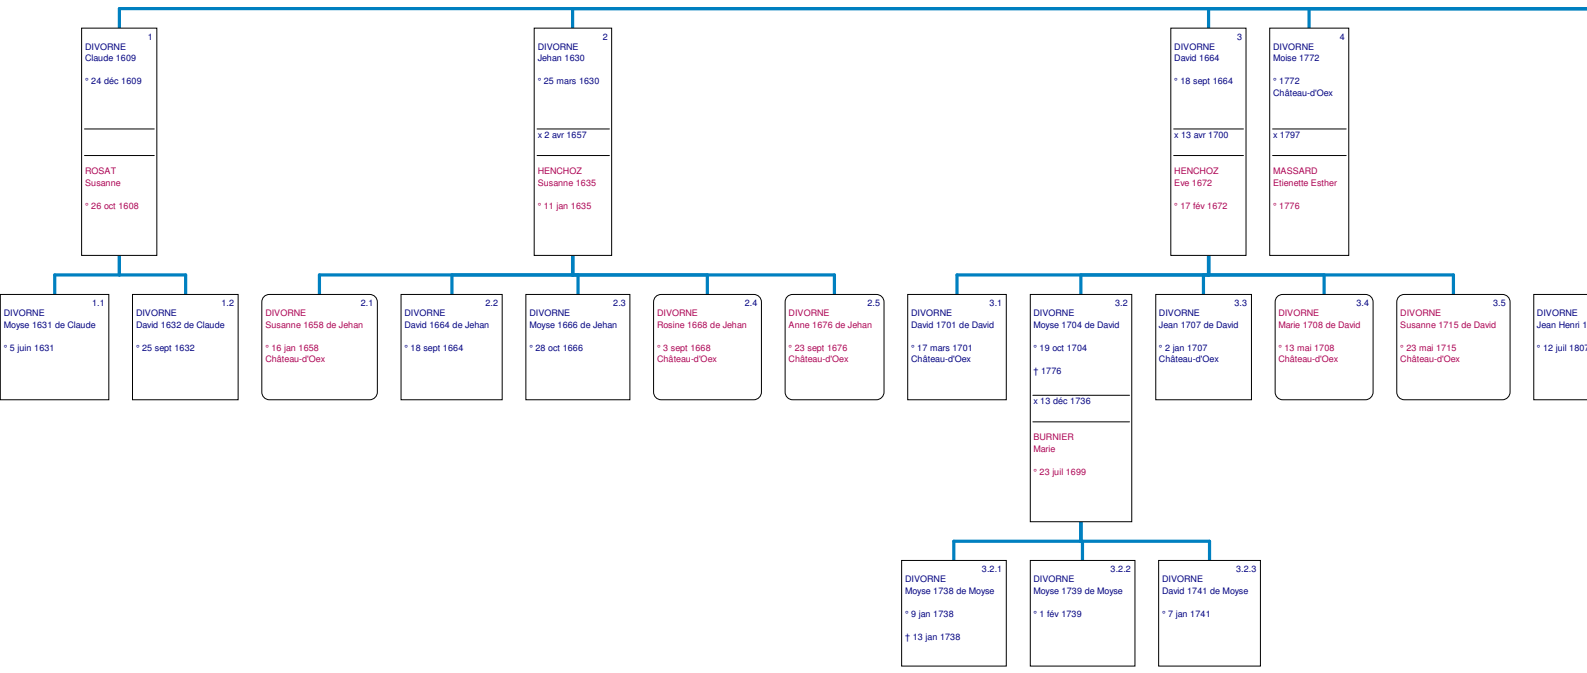 1
DIVORNE
Claude 1609
° 24 déc 1609
ROSAT
Susanne
° 26 oct 1608
2
DIVORNE
Jehan 1630
° 25 mars 1630
x 2 avr 1657
HENCHOZ
Susanne 1635
° 11 jan 1635
3
DIVORNE
David 1664
° 18 sept 1664
x 13 avr 1700
HENCHOZ
Eve 1672
° 17 fév 1672
4
DIVORNE
Moise 1772
° 1772
Château-d'Oex
x 1797
MASSARD
Etienette Esther
° 1776
1.1
DIVORNE
Moyse 1631 de Claude
° 5 juin 1631
1.2
DIVORNE
David 1632 de Claude
° 25 sept 1632
2.1
DIVORNE
Susanne 1658 de Jehan
° 16 jan 1658
Château-d'Oex
2.2
DIVORNE
David 1664 de Jehan
° 18 sept 1664
2.3
DIVORNE
Moyse 1666 de Jehan
° 28 oct 1666
2.4
DIVORNE
Rosine 1668 de Jehan
° 3 sept 1668
Château-d'Oex
2.5
DIVORNE
Anne 1676 de Jehan
° 23 sept 1676
Château-d'Oex
3.1
DIVORNE
David 1701 de David
° 17 mars 1701
Château-d'Oex
3.2
DIVORNE
Moyse 1704 de David
° 19 oct 1704
† 1776
x 13 déc 1736
BURNIER
Marie
° 23 juil 1699
3.3
DIVORNE
Jean 1707 de David
° 2 jan 1707
Château-d'Oex
3.4
DIVORNE
Marie 1708 de David
° 13 mai 1708
Château-d'Oex
3.5
DIVORNE
Susanne 1715 de David
° 23 mai 1715
Château-d'Oex
DIVORNE
Jean Henri 1
° 12 juil 1807
3.2.1
DIVORNE
Moyse 1738 de Moyse
° 9 jan 1738
† 13 jan 1738
3.2.2
DIVORNE
Moyse 1739 de Moyse
° 1 fév 1739
3.2.3
DIVORNE
David 1741 de Moyse
° 7 jan 1741